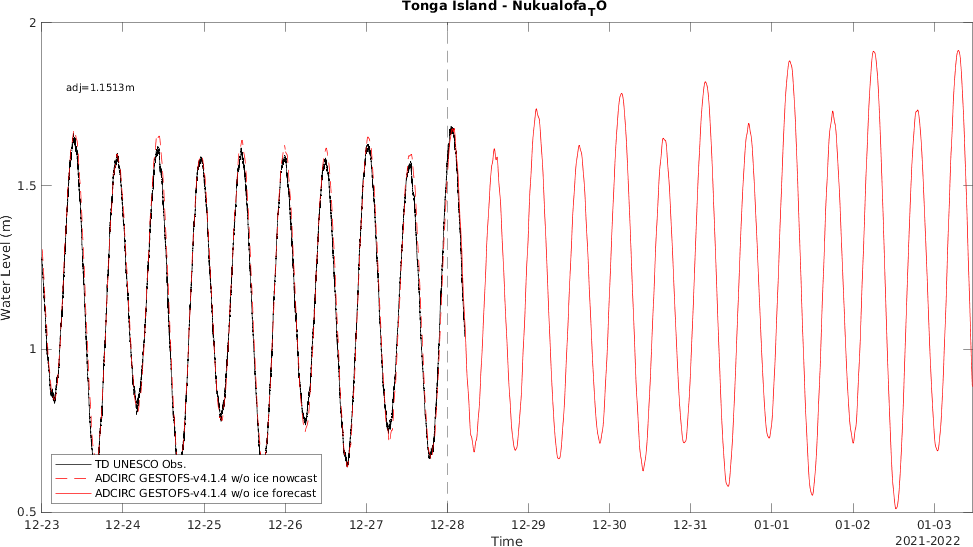 Tonga Island - Nukualofa_TO
adj=1.1513m
Water Level (m)
2
1.5
1
0.5
TD UNESCO Obs.
ADCIRC GESTOFS-v4.1.4 w/o ice nowcast
ADCIRC GESTOFS-v4.1.4 w/o ice forecast
12-23 12-24 12-25 12-26 12-27 12-28 12-29 12-30 12-31 01-01 01-02 01-03
Time
2021-2022